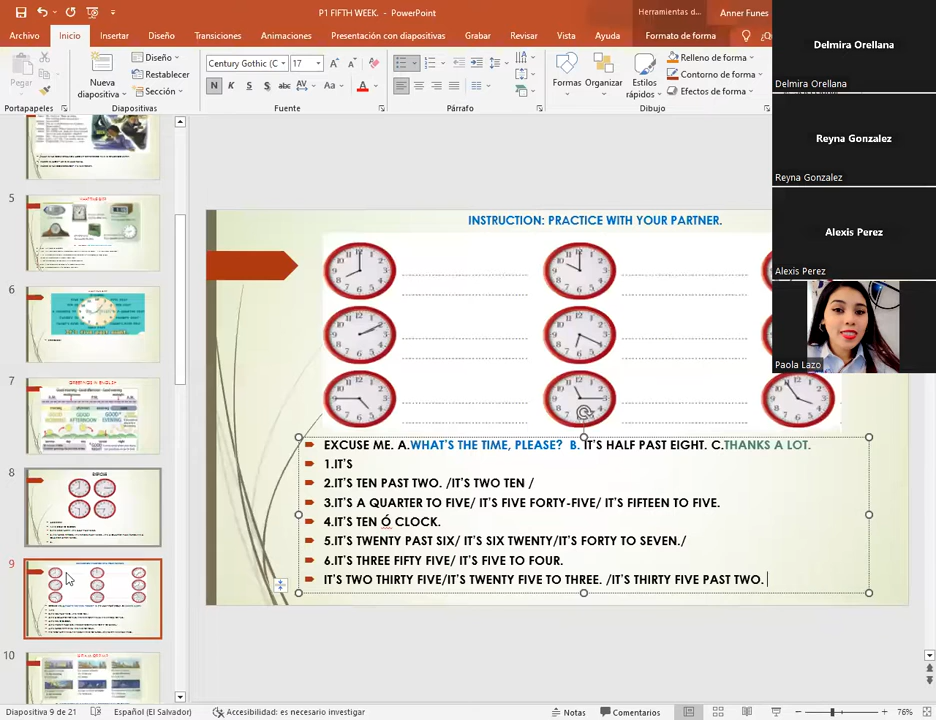 P1 FIFTH WEEK. - PowerPoint
Herramientas d...
Anner Funes
Archivo Inicio Insertar Diseño Transiciones Animaciones Presentación con diapositivas Grabar Revisar Vista Ayuda Formato de forma
Pegar
Nueva diapositiva
Diseño
Restablecer
Sección
Century Gothic (C 17
N K S abc AV Aa A
Formas Organizar Estilos rápidos
Relleno de forma
Contorno de forma
Efectos de forma
Portapapeles Diapositivas Fuente Párrafo Dibujo
Delmira Orellana
Delmira Orellana
Reyna Gonzalez
Reyna Gonzalez
Alexis Perez
Alexis Perez
Paola Lazo
5
6
7
8
9
10
INSTRUCTION: PRACTICE WITH YOUR PARTNER.
EXCUSE ME. A.WHAT'S THE TIME, PLEASE? B. IT'S HALF PAST EIGHT. C.THANKS A LOT.
1.IT'S
2.IT'S TEN PAST TWO. /IT'S TWO TEN /
3.IT'S A QUARTER TO FIVE/ IT'S FIVE FORTY-FIVE/ IT'S FIFTEEN TO FIVE.
4.IT'S TEN Ó CLOCK.
5.IT'S TWENTY PAST SIX/ IT'S SIX TWENTY/IT'S FORTY TO SEVEN./
6.IT'S THREE FIFTY FIVE/ IT'S FIVE TO FOUR.
IT'S TWO THIRTY FIVE/IT'S TWENTY FIVE TO THREE. /IT'S THIRTY FIVE PAST TWO.
Diapositiva 9 de 21 Español (El Salvador) Accesibilidad: es necesario investigar Notas Comentarios 76%